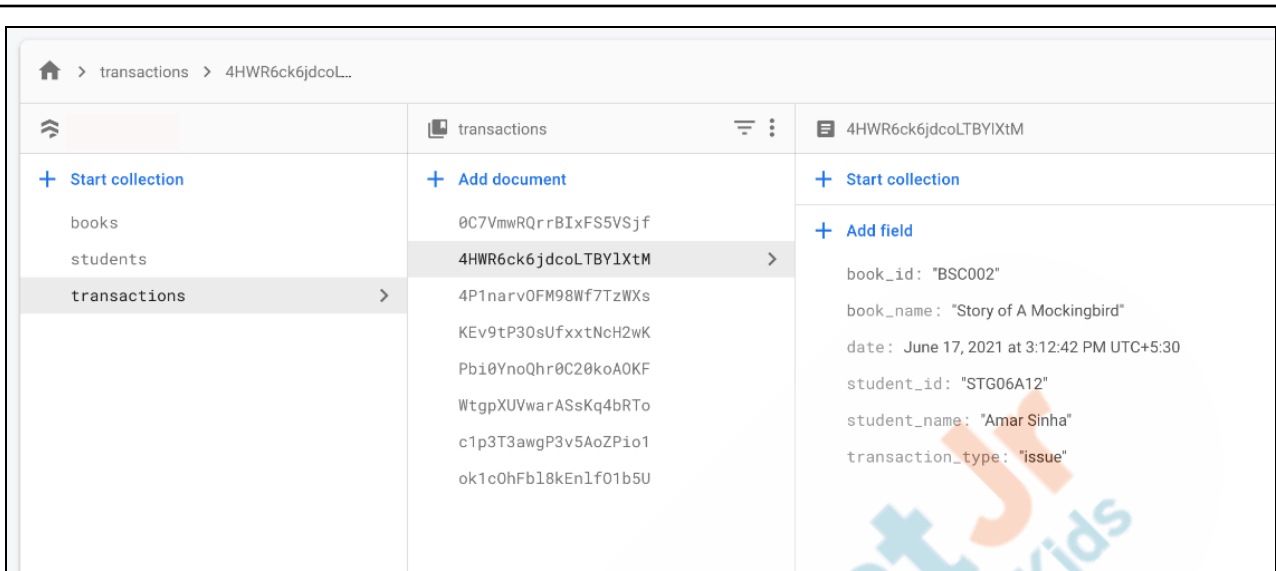 transactions > 4HWR6ck6jdcoL...
transactions
4HWR6ck6jdcoLTBYlXtM
+ Start collection
+ Add document
+ Start collection
books
students
transactions
0C7VmwRQrrBIxFS5VSjf
4HWR6ck6jdcoLTBYlXtM
4P1narvOFM98Wf7TzWXs
KEv9tP3OsUfxxtNcH2wK
Pbi0YnoQhr0C20koAOKF
WtgpXUVwarASsKq4bRTo
c1p3T3awgP3v5AoZPio1
ok1cOhFbl8kEnlfO1b5U
+ Add field
book_id: "BSC002"
book_name: "Story of A Mockingbird"
date: June 17, 2021 at 3:12:42 PM UTC+5:30
student_id: "STG06A12"
student_name: "Amar Sinha"
transaction_type: "issue"
t Jr
Kids